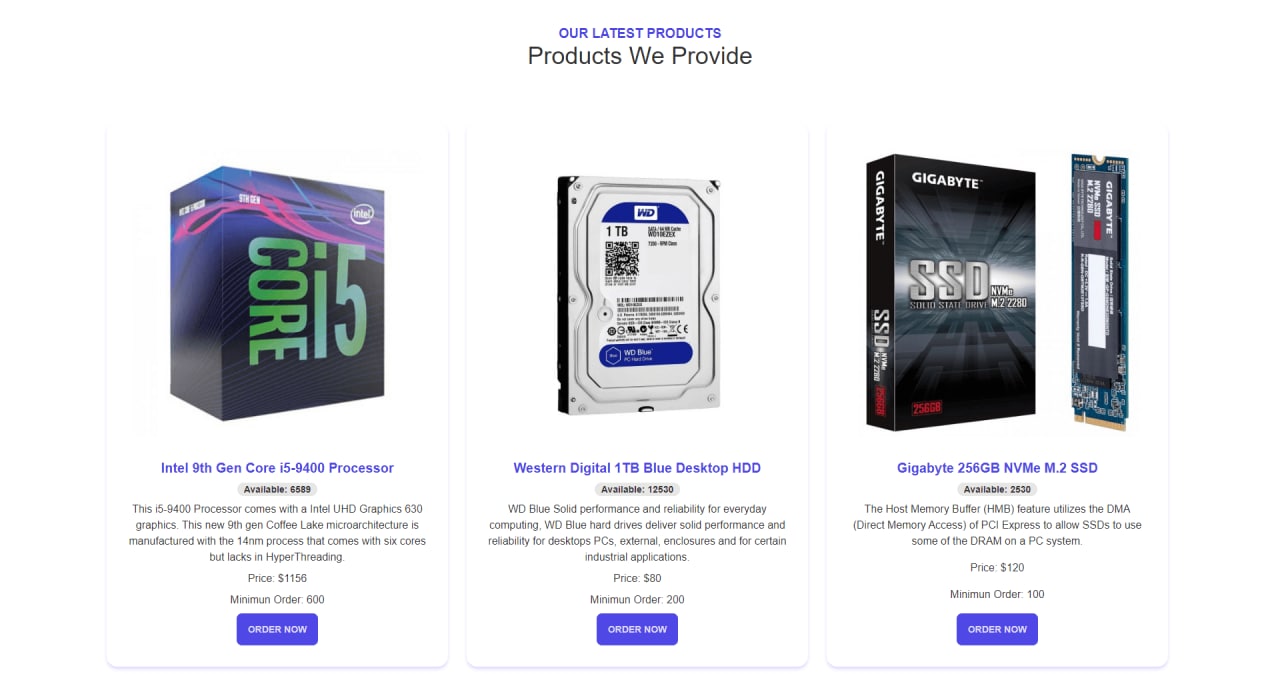 OUR LATEST PRODUCTS
Products We Provide
9TH GEN
intel
CORE i5
WD
1 TB
SATA / 64 MB Cache
WD10EZEX
7200 - RPM Class
WD Blue
PC Hard Drive
GIGABYTE
GIGABYTE
SSD NVMe
SOLID STATE DRIVE M.2 2280
SSD NVMe
M.2 2280
256GB
256GB
GIGABYTE
NVMe SSD
M.2 2280
Intel 9th Gen Core i5-9400 Processor
Available: 6589
This i5-9400 Processor comes with a Intel UHD Graphics 630
graphics. This new 9th gen Coffee Lake microarchitecture is
manufactured with the 14nm process that comes with six cores
but lacks in HyperThreading.
Price: $1156
Minimun Order: 600
ORDER NOW
Western Digital 1TB Blue Desktop HDD
Available: 12530
WD Blue Solid performance and reliability for everyday
computing, WD Blue hard drives deliver solid performance and
reliability for desktops PCs, external, enclosures and for certain
industrial applications.
Price: $80
Minimun Order: 200
ORDER NOW
Gigabyte 256GB NVMe M.2 SSD
Available: 2530
The Host Memory Buffer (HMB) feature utilizes the DMA
(Direct Memory Access) of PCI Express to allow SSDs to use
some of the DRAM on a PC system.
Price: $120
Minimun Order: 100
ORDER NOW